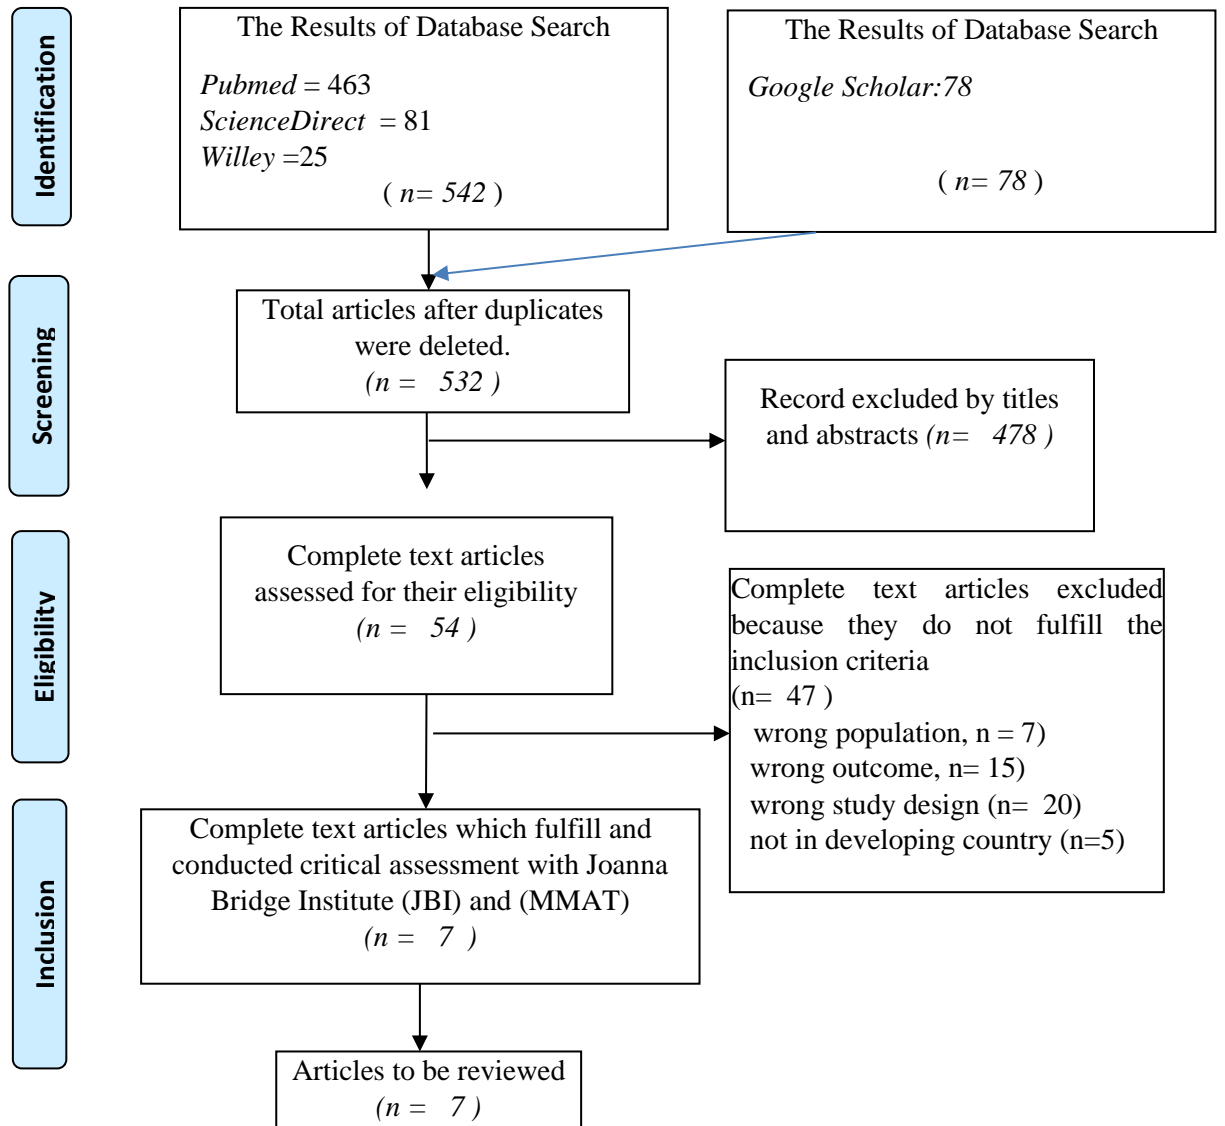 Identification
The Results of Database Search
Pubmed = 463
ScienceDirect = 81
Willey =25
( n= 542 )
The Results of Database Search
Google Scholar:78
( n= 78 )
Screening
Total articles after duplicates
were deleted.
(n = 532 )
Record excluded by titles
and abstracts (n= 478 )
Eligibility
Complete text articles
assessed for their eligibility
(n = 54 )
Complete text articles excluded
because they do not fulfill the
inclusion criteria
(n= 47 )
wrong population, n = 7)
wrong outcome, n= 15)
wrong study design (n= 20)
not in developing country (n=5)
Inclusion
Complete text articles which fulfill and
conducted critical assessment with Joanna
Bridge Institute (JBI) and (MMAT)
(n = 7 )
Articles to be reviewed
(n = 7 )